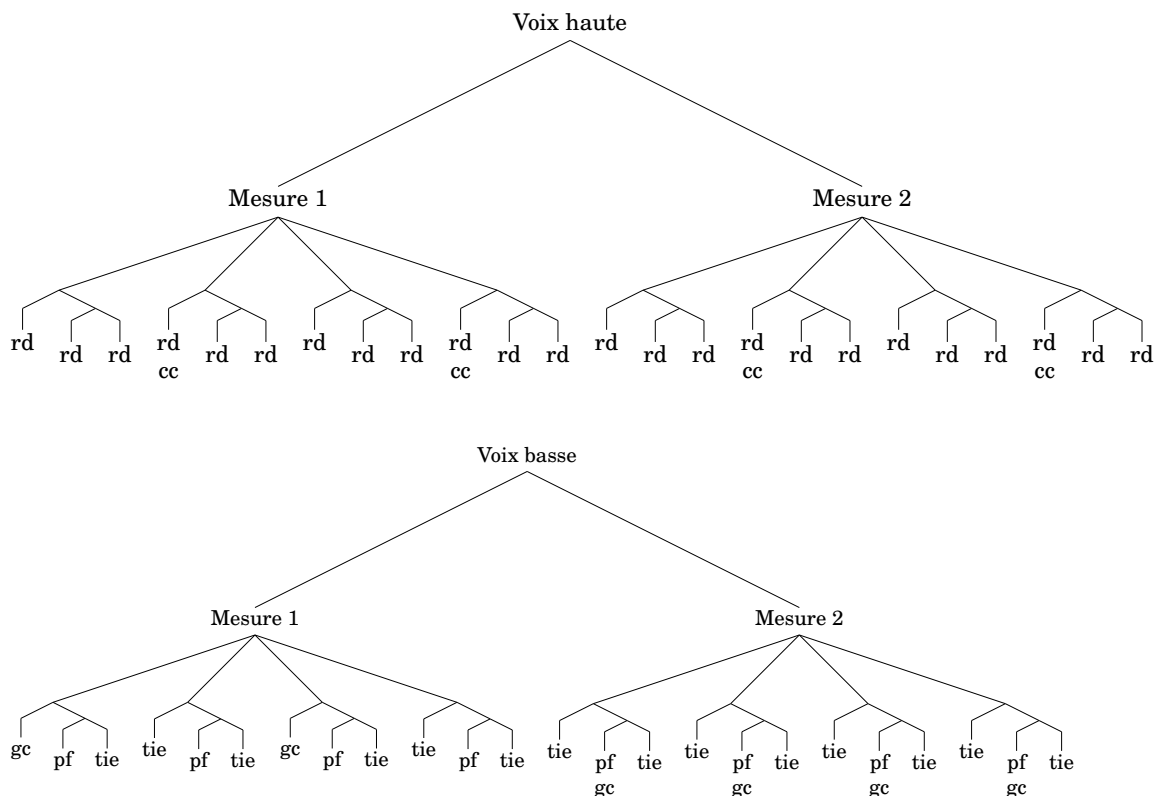 Voix haute
Mesure 1 Mesure 2
rd rd rd rd rd rd rd rd
rd rd rd rd rd rd rd rd rd rd rd rd rd rd rd rd
cc cc cc cc
Voix basse
Mesure 1 Mesure 2
gc tie gc tie tie tie tie tie
pf tie pf tie pf tie pf tie pf tie pf tie pf tie pf tie
gc gc gc gc